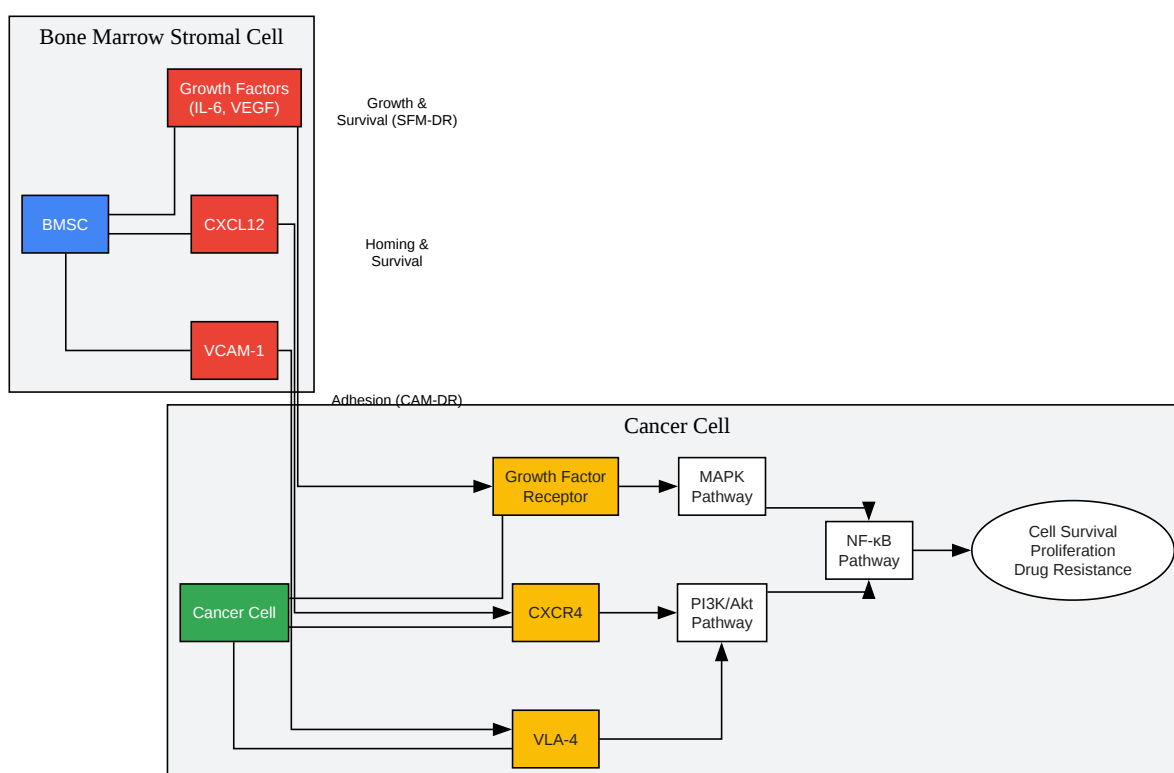 Bone Marrow Stromal Cell
Growth Factors
(IL-6, VEGF)
Growth &
Survival (SFM-DR)
BMSC
CXCL12
Homing &
Survival
VCAM-1
Adhesion (CAM-DR)
Cancer Cell
Growth Factor
Receptor
MAPK
Pathway
NF-κB
Pathway
Cell Survival
Proliferation
Drug Resistance
Cancer Cell
CXCR4
PI3K/Akt
Pathway
VLA-4